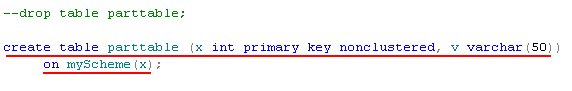 --drop table parttable;
create table parttable (x int primary key nonclustered, v varchar(50))
on myScheme(x);